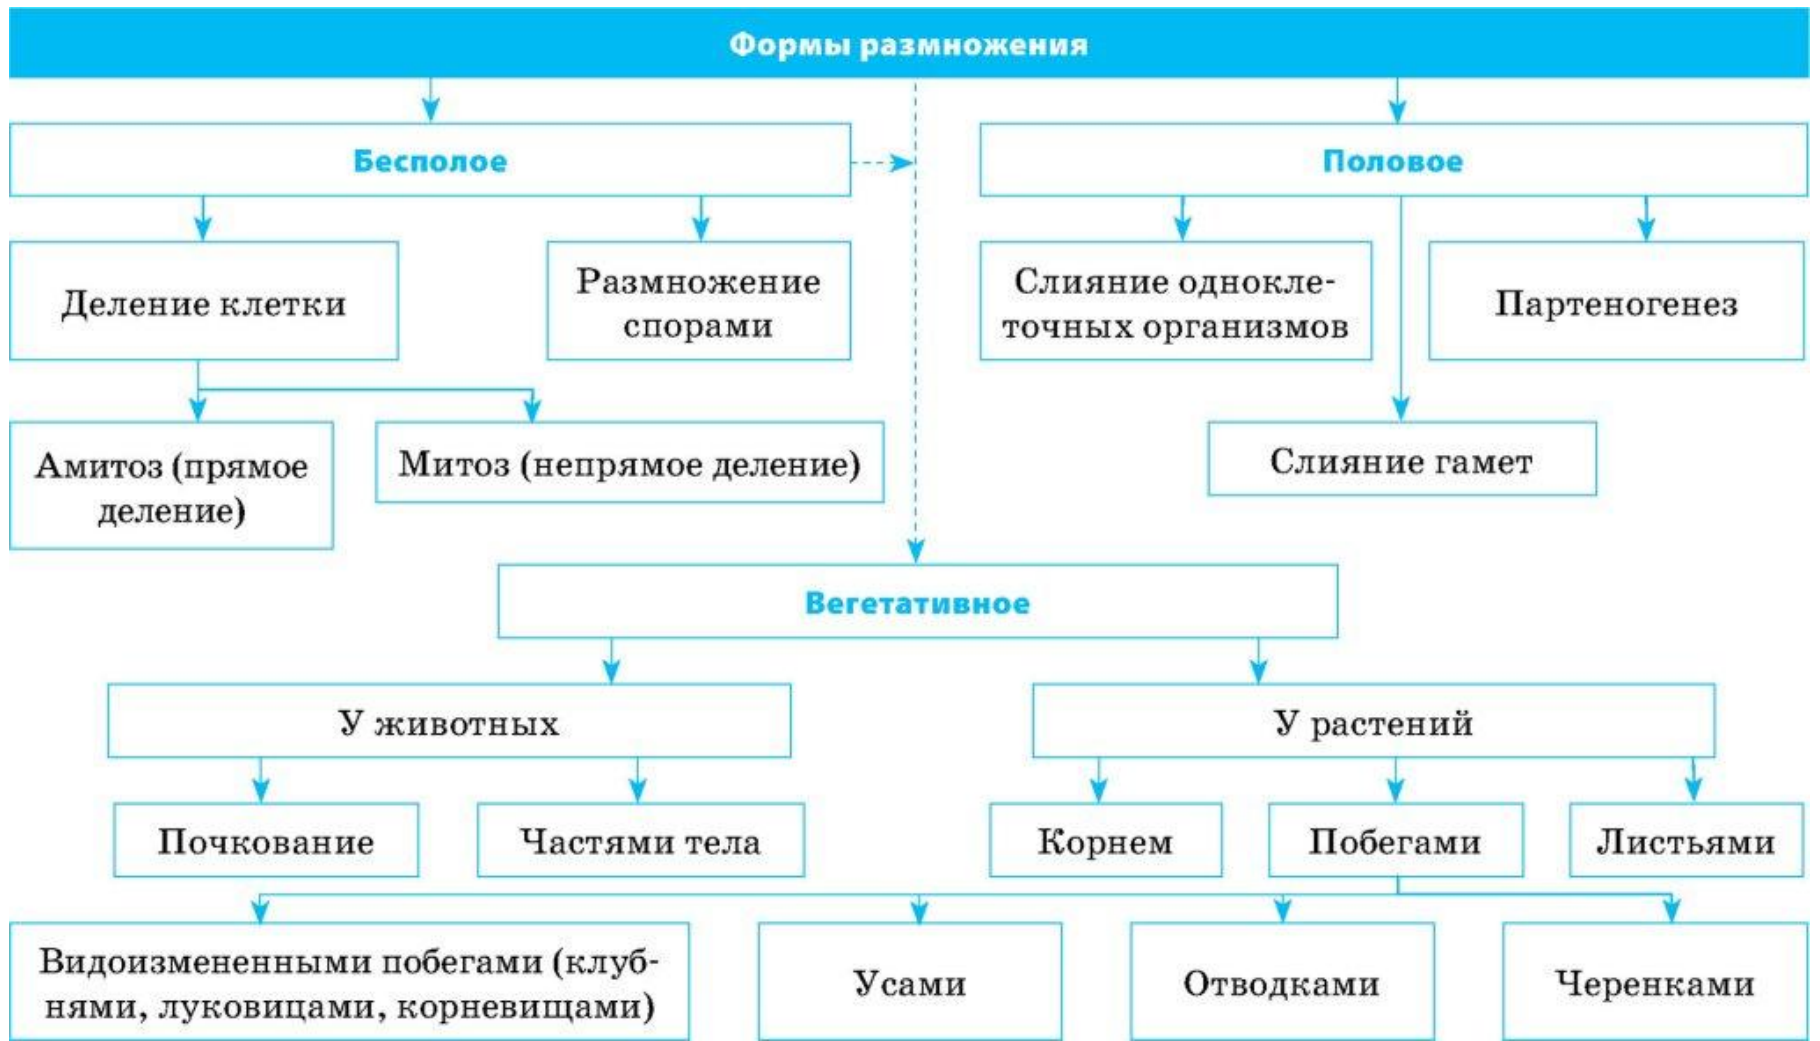 Формы размножения
Бесполое
Половое
Деление клетки
Размножение
спорами
Слияние однокле-
точных организмов
Партеногенез
Амитоз (прямое
деление)
Митоз (непрямое деление)
Слияние гамет
Вегетативное
У животных
У растений
Почкование
Частями тела
Корнем
Побегами
Листьями
Видоизмененными побегами (клуб-
нями, луковицами, корневищами)
Усами
Отводками
Черенками